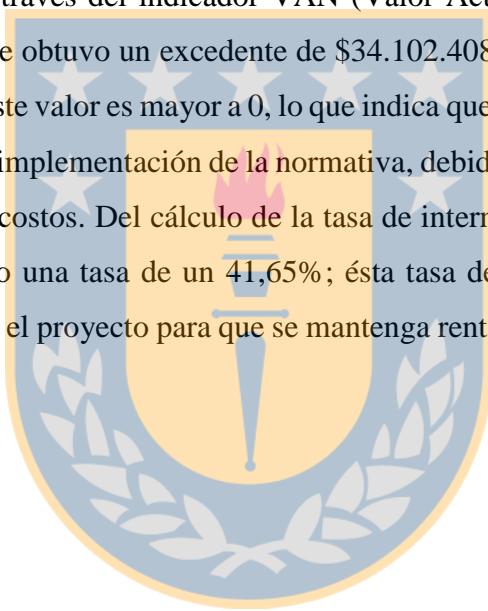 través del indicador VAN (Valor
e obtuvo un excedente de $34.102.408
ste valor es mayor a 0, lo que indica que
implementación de la normativa, debid
costos. Del cálculo de la tasa de intern
o una tasa de un 41,65%; ésta tasa de
el proyecto para que se mantenga rent